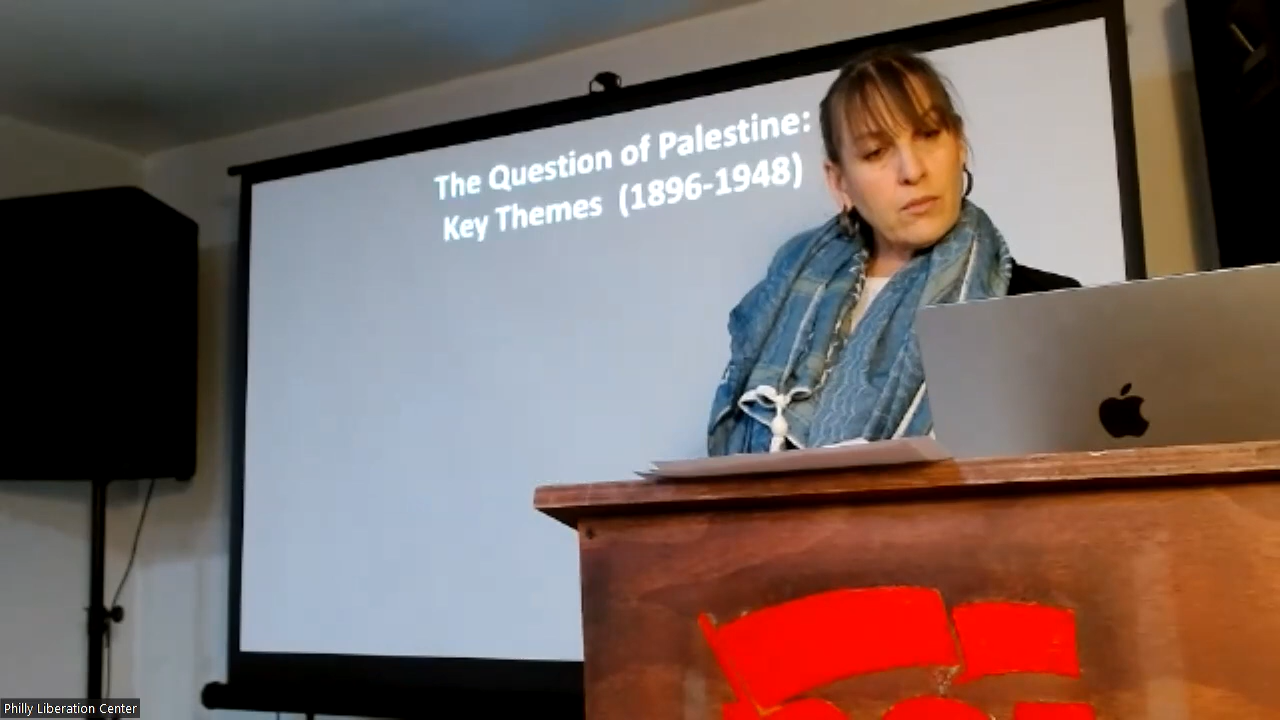 The Question of Palestine:
Key Themes (1896-1948)
Philly Liberation Center